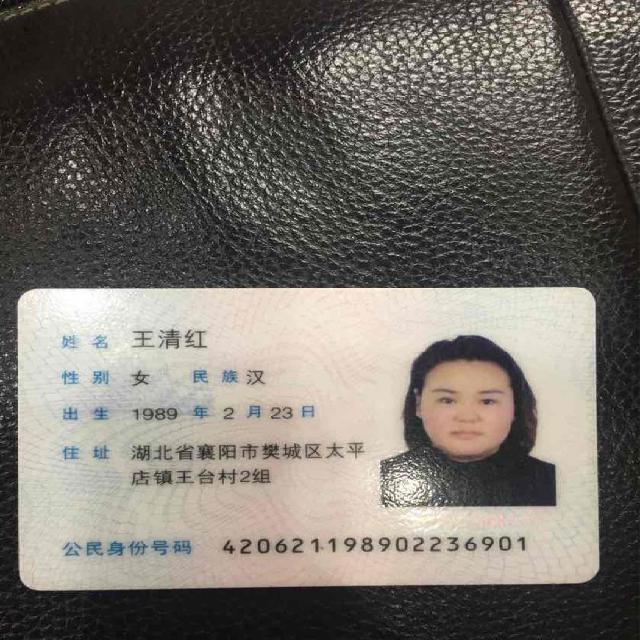 姓名 王清红
性别 女 民族 汉
出生 1989 年 2 月 23 日
住址 湖北省襄阳市樊城区太平
店镇王台村2组
公民身份号码 420621198902236901